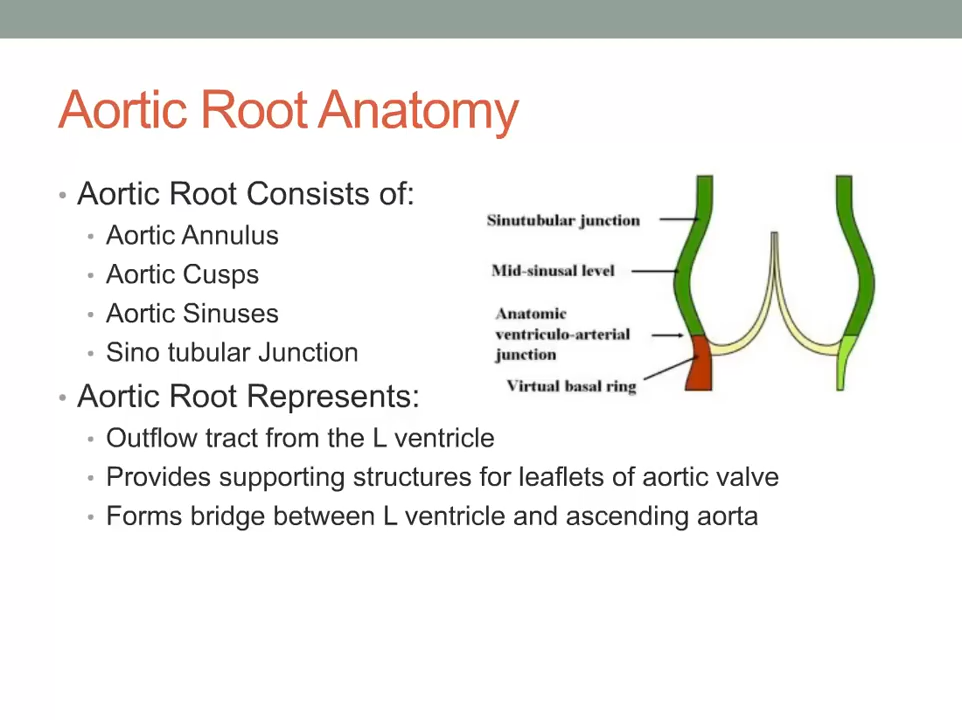 Aortic Root Anatomy
• Aortic Root Consists of:
• Aortic Annulus
• Aortic Cusps
• Aortic Sinuses
• Sino tubular Junction
• Aortic Root Represents:
• Outflow tract from the L ventricle
• Provides supporting structures for leaflets of aortic valve
• Forms bridge between L ventricle and ascending aorta
Sinutubular junction
Mid-sinusal level
Anatomic
ventriculo-arterial
junction
Virtual basal ring